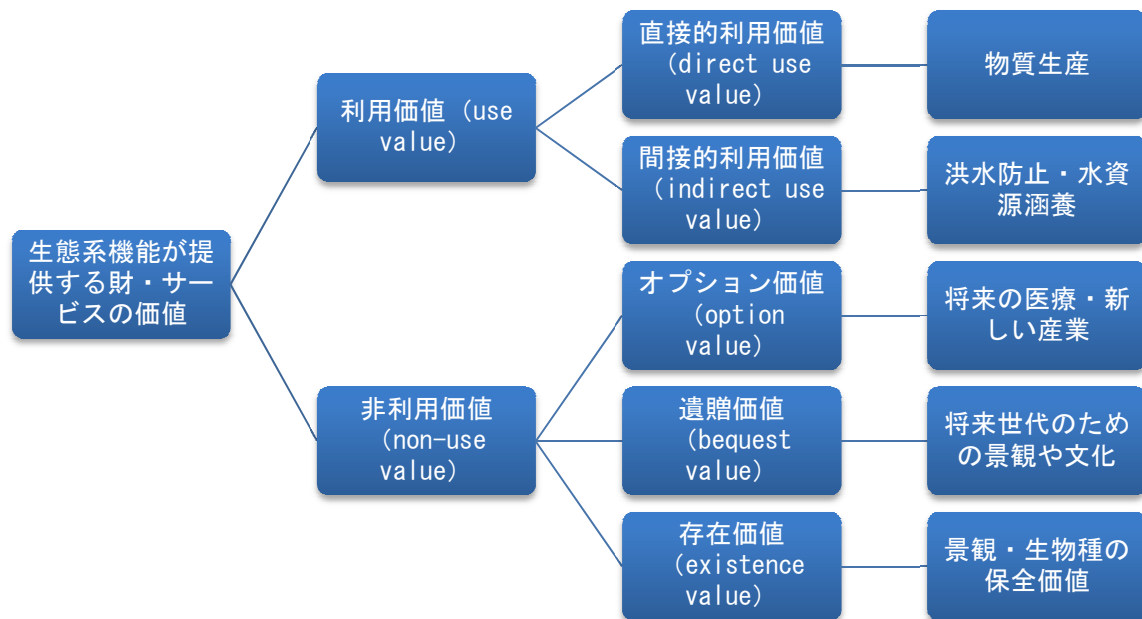 生態系機能が提
供する財・サー
ビスの価値
利用価値（use
value）
非利用価値
（non-use
value）
直接的利用価値
（direct use
value）
間接的利用価値
（indirect use
value）
オプション価値
（option
value）
遺贈価値
（bequest
value）
存在価値
（existence
value）
物質生産
洪水防止・水資
源涵養
将来の医療・新
しい産業
将来世代のため
の景観や文化
景観・生物種の
保全価値